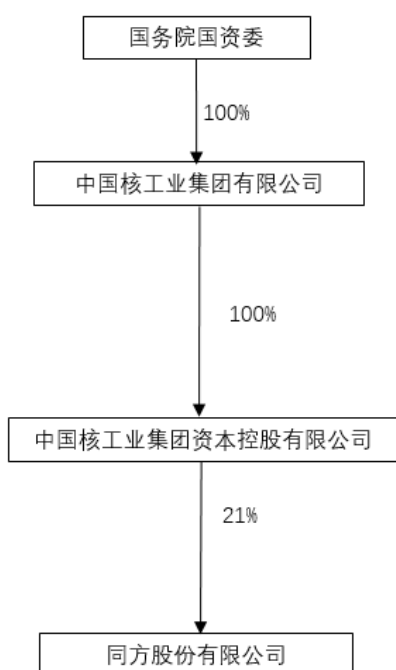 国务院国资委
100%
中国核工业集团有限公司
100%
中国核工业集团资本控股有限公司
21%
同方股份有限公司